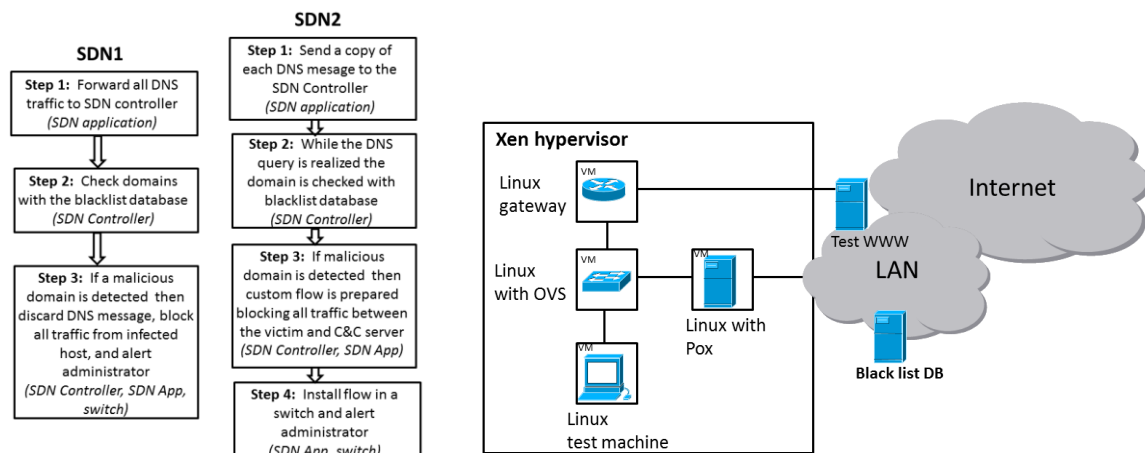 SDN1
Step 1: Forward all DNS
traffic to SDN controller
(SDN application)
Step 2: Check domains
with the blacklist database
(SDN Controller)
Step 3: If a malicious
domain is detected then
discard DNS message, block
all traffic from infected
host, and alert
administrator
(SDN Controller, SDN App,
switch)
SDN2
Step 1: Send a copy of
each DNS mesage to the
SDN Controller
(SDN application)
Step 2: While the DNS
query is realized the
domain is checked with
blacklist database
(SDN Controller)
Step 3: If malicious
domain is detected then
custom flow is prepared
blocking all traffic between
the victim and C&C server
(SDN Controller, SDN App)
Step 4: Install flow in a
switch and alert
administrator
(SDN App, switch)
Xen hypervisor
VM
Linux
gateway
VM
Linux
with OVS
VM
Linux with
Pox
VM
Linux
test machine
Internet
Test WWW
LAN
Black list DB